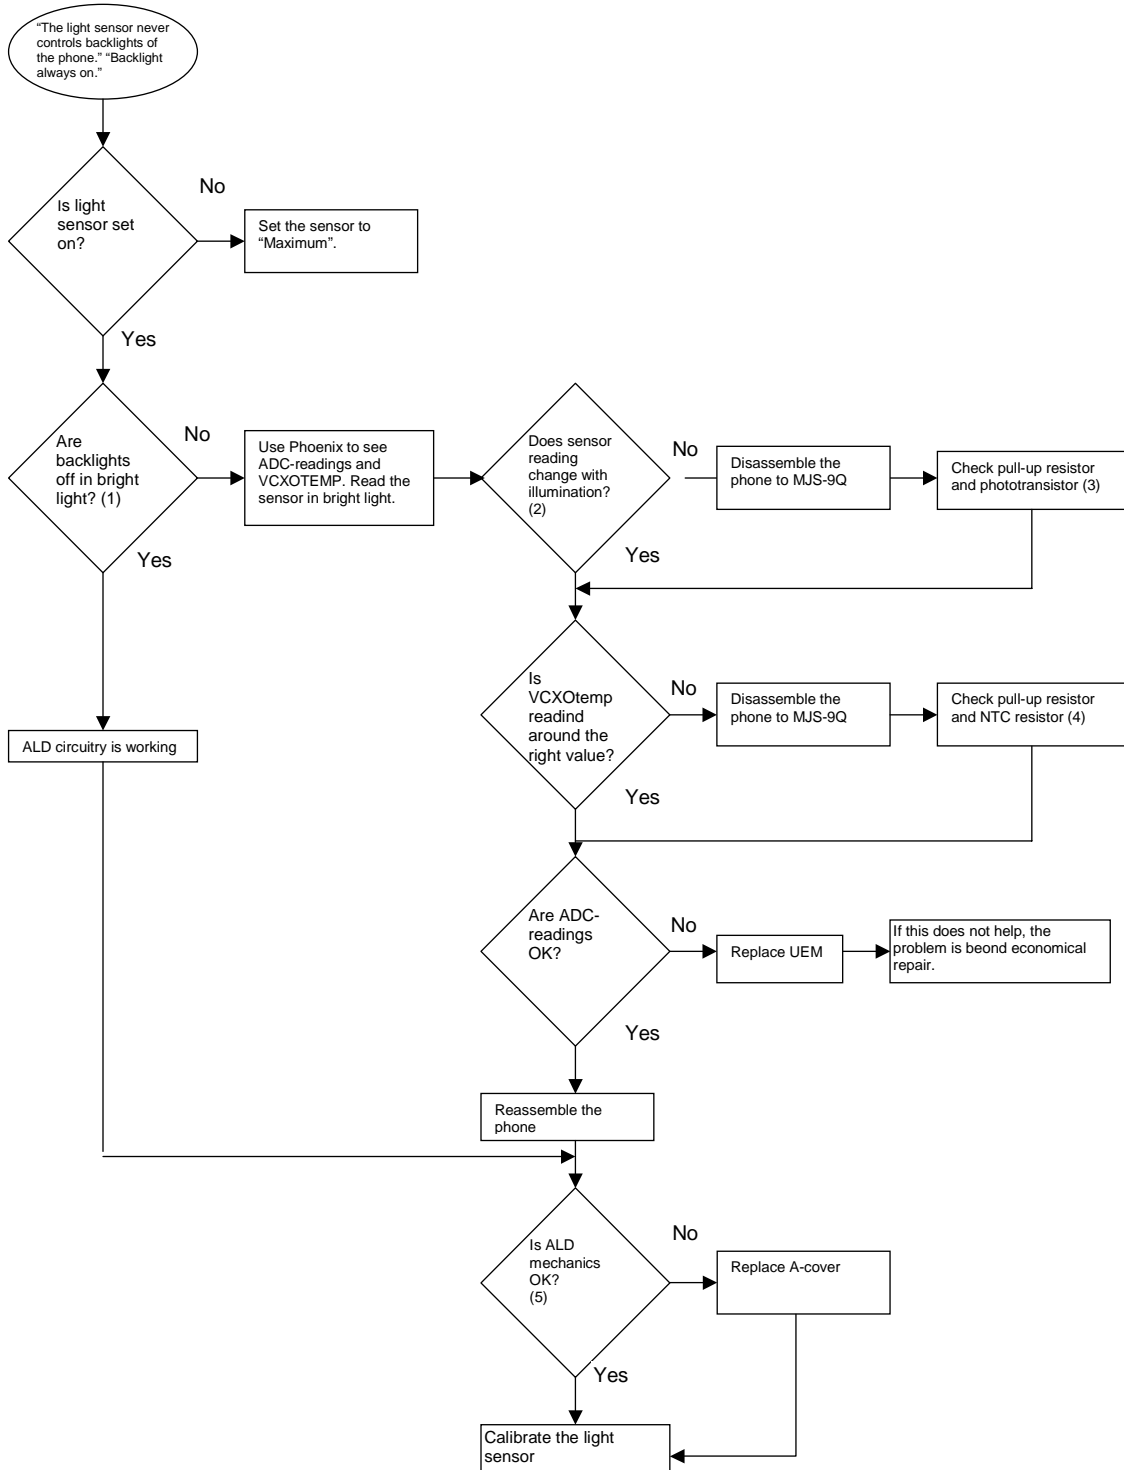 “The light sensor never
controls backlights of
the phone.” “Backlight
always on.”
Is light
sensor set
on?
No
Set the sensor to
“Maximum”.
Yes
Are
backlights
off in bright
light? (1)
No
Use Phoenix to see
ADC-readings and
VCXOTEMP. Read the
sensor in bright light.
Does sensor
reading
change with
illumination?
(2)
No
Disassemble the
phone to MJS-9Q
Check pull-up resistor
and phototransistor (3)
Yes
Yes
Is
VCXOtemp
readind
around the
right value?
No
Disassemble the
phone to MJS-9Q
Check pull-up resistor
and NTC resistor (4)
Yes
ALD circuitry is working
Are ADC-
readings
OK?
No
Replace UEM
If this does not help, the
problem is beond economical
repair.
Yes
Reassemble the
phone
Is ALD
mechanics
OK?
(5)
No
Replace A-cover
Yes
Calibrate the light
sensor